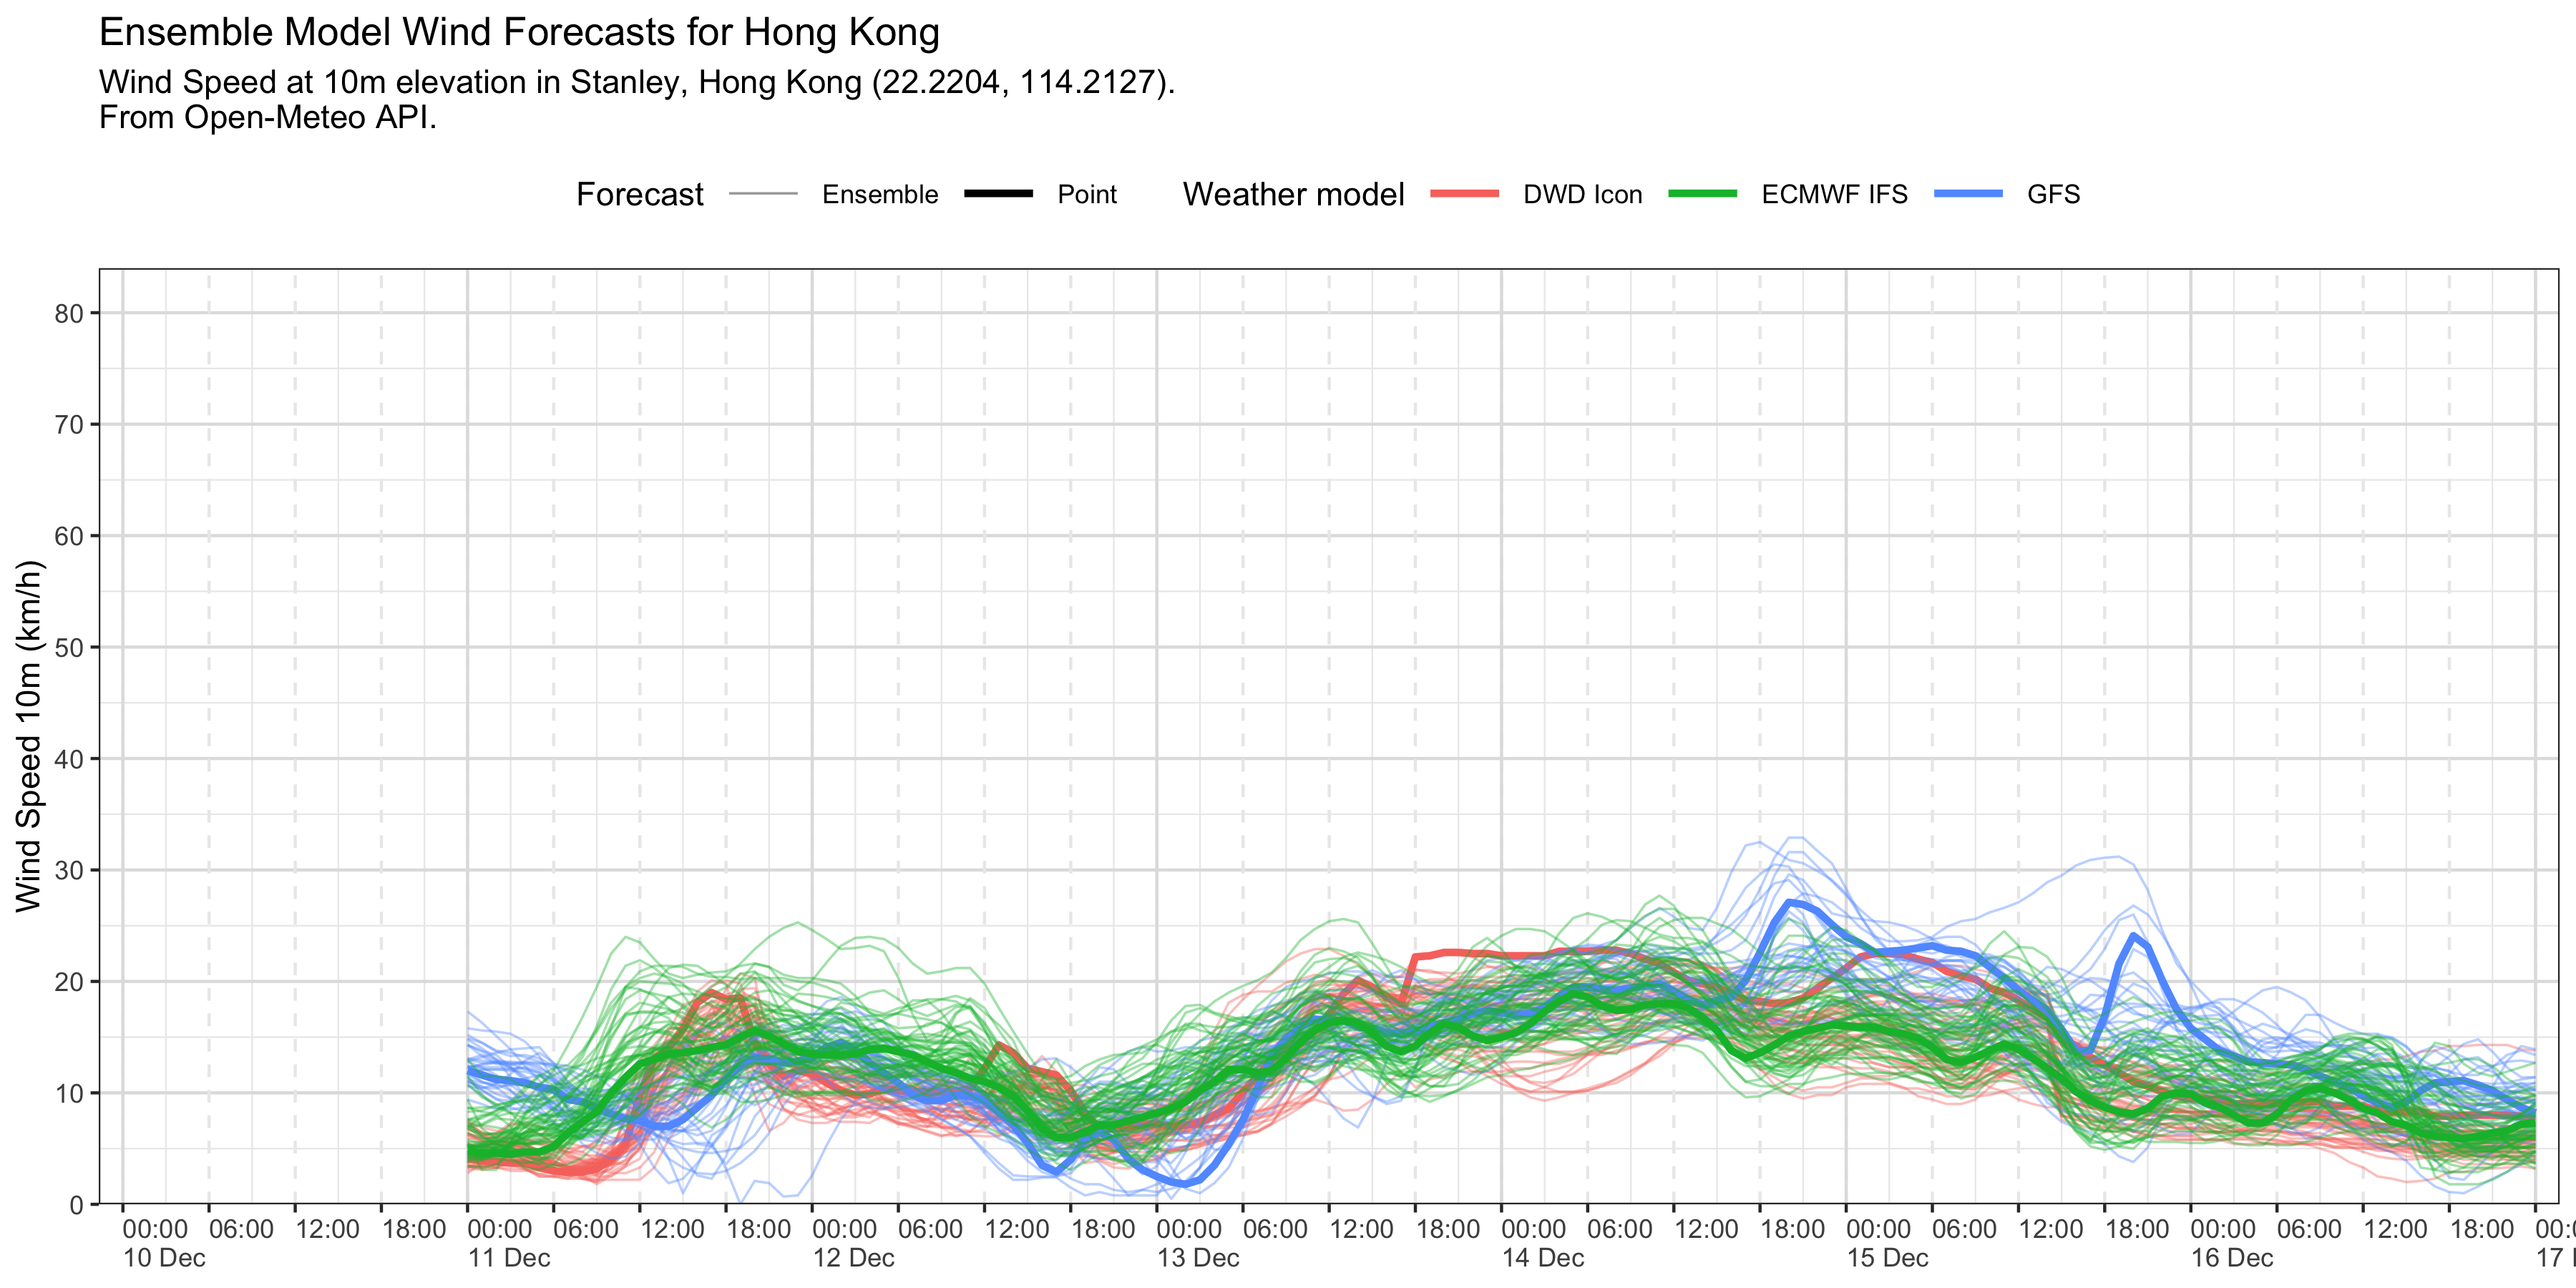 Ensemble Model Wind Forecasts for Hong Kong
Wind Speed at 10m elevation in Stanley, Hong Kong (22.2204, 114.2127).
From Open-Meteo API.
Forecast Ensemble Point Weather model DWD Icon ECMWF IFS GFS
Wind Speed 10m (km/h)
80
70
60
50
40
30
20
10
0
00:00 06:00 12:00 18:00 00:00 06:00 12:00 18:00 00:00 06:00 12:00 18:00 00:00 06:00 12:00 18:00 00:00 06:00 12:00 18:00 00:00 06:00 12:00 18:00 00:00 06:00 12:00 18:00 00:0
10 Dec 11 Dec 12 Dec 13 Dec 14 Dec 15 Dec 16 Dec 17